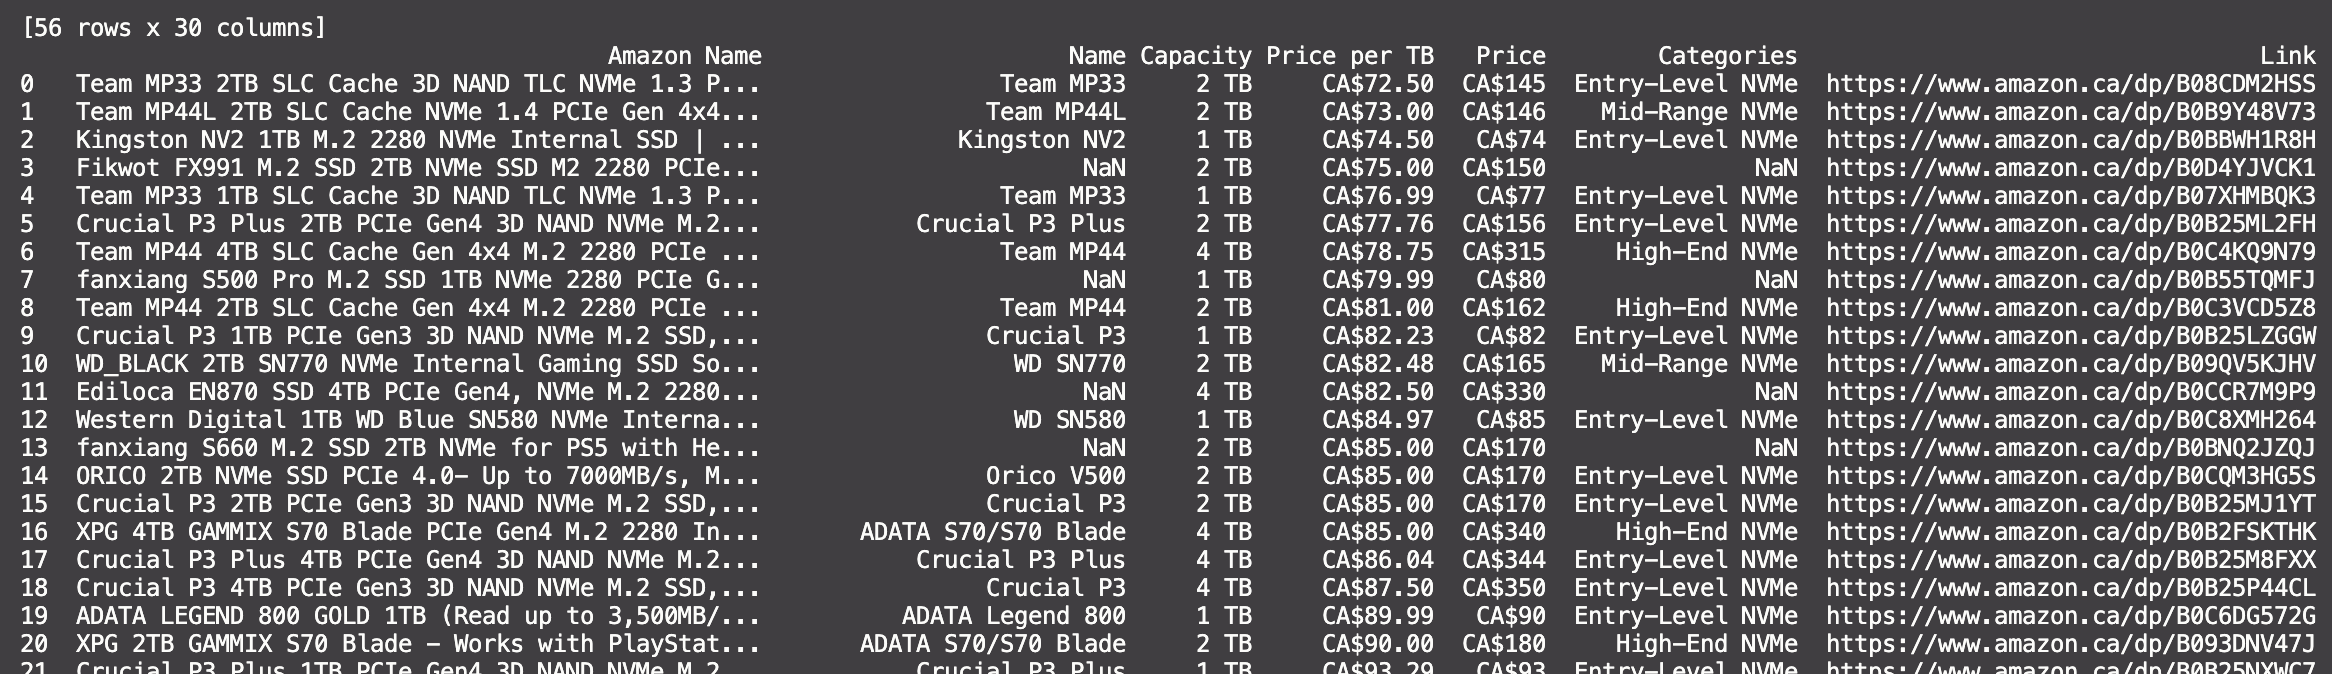 [56 rows x 30 columns]
Amazon Name Name Capacity Price per TB Price Categories Link
0 Team MP33 2TB SLC Cache 3D NAND TLC NVMe 1.3 P... Team MP33 2 TB CA$72.50 CA$145 Entry-Level NVMe https://www.amazon.ca/dp/B08CDM2HSS
1 Team MP44L 2TB SLC Cache NVMe 1.4 PCIe Gen 4x4... Team MP44L 2 TB CA$73.00 CA$146 Mid-Range NVMe https://www.amazon.ca/dp/B0B9Y48V73
2 Kingston NV2 1TB M.2 2280 NVMe Internal SSD | ... Kingston NV2 1 TB CA$74.50 CA$74 Entry-Level NVMe https://www.amazon.ca/dp/B0BBWH1R8H
3 Fikwot FX991 M.2 SSD 2TB NVMe SSD M2 2280 PCIe... NaN 2 TB CA$75.00 CA$150 NaN https://www.amazon.ca/dp/B0D4YJVCK1
4 Team MP33 1TB SLC Cache 3D NAND TLC NVMe 1.3 P... Team MP33 1 TB CA$76.99 CA$77 Entry-Level NVMe https://www.amazon.ca/dp/B07XHMBQK3
5 Crucial P3 Plus 2TB PCIe Gen4 3D NAND NVMe M.2... Crucial P3 Plus 2 TB CA$77.76 CA$156 Entry-Level NVMe https://www.amazon.ca/dp/B0B25ML2FH
6 Team MP44 4TB SLC Cache Gen 4x4 M.2 2280 PCIe ... Team MP44 4 TB CA$78.75 CA$315 High-End NVMe https://www.amazon.ca/dp/B0C4KQ9N79
7 fanxiang S500 Pro M.2 SSD 1TB NVMe 2280 PCIe G... NaN 1 TB CA$79.99 CA$80 NaN https://www.amazon.ca/dp/B0B55TQMFJ
8 Team MP44 2TB SLC Cache Gen 4x4 M.2 2280 PCIe ... Team MP44 2 TB CA$81.00 CA$162 High-End NVMe https://www.amazon.ca/dp/B0C3VCD5Z8
9 Crucial P3 1TB PCIe Gen3 3D NAND NVMe M.2 SSD,... Crucial P3 1 TB CA$82.23 CA$82 Entry-Level NVMe https://www.amazon.ca/dp/B0B25LZGGW
10 WD_BLACK 2TB SN770 NVMe Internal Gaming SSD So... WD SN770 2 TB CA$82.48 CA$165 Mid-Range NVMe https://www.amazon.ca/dp/B09QV5KJHV
11 Ediloca EN870 SSD 4TB PCIe Gen4, NVMe M.2 2280... NaN 4 TB CA$82.50 CA$330 NaN https://www.amazon.ca/dp/B0CCR7M9P9
12 Western Digital 1TB WD Blue SN580 NVMe Interna... WD SN580 1 TB CA$84.97 CA$85 Entry-Level NVMe https://www.amazon.ca/dp/B0C8XMH264
13 fanxiang S660 M.2 SSD 2TB NVMe for PS5 with He... NaN 2 TB CA$85.00 CA$170 NaN https://www.amazon.ca/dp/B0BNQ2JZQJ
14 ORICO 2TB NVMe SSD PCIe 4.0- Up to 7000MB/s, M... Orico V500 2 TB CA$85.00 CA$170 Entry-Level NVMe https://www.amazon.ca/dp/B0CQM3HG5S
15 Crucial P3 2TB PCIe Gen3 3D NAND NVMe M.2 SSD,... Crucial P3 2 TB CA$85.00 CA$170 Entry-Level NVMe https://www.amazon.ca/dp/B0B25MJ1YT
16 XPG 4TB GAMMIX S70 Blade PCIe Gen4 M.2 2280 In... ADATA S70/S70 Blade 4 TB CA$85.00 CA$340 High-End NVMe https://www.amazon.ca/dp/B0B2FSKTHK
17 Crucial P3 Plus 4TB PCIe Gen4 3D NAND NVMe M.2... Crucial P3 Plus 4 TB CA$86.04 CA$344 Entry-Level NVMe https://www.amazon.ca/dp/B0B25M8FXX
18 Crucial P3 4TB PCIe Gen3 3D NAND NVMe M.2 SSD,... Crucial P3 4 TB CA$87.50 CA$350 Entry-Level NVMe https://www.amazon.ca/dp/B0B25P44CL
19 ADATA LEGEND 800 GOLD 1TB (Read up to 3,500MB/... ADATA Legend 800 1 TB CA$89.99 CA$90 Entry-Level NVMe https://www.amazon.ca/dp/B0C6DG572G
20 XPG 2TB GAMMIX S70 Blade – Works with PlayStat... ADATA S70/S70 Blade 2 TB CA$90.00 CA$180 High-End NVMe https://www.amazon.ca/dp/B093DNV47J
21 Crucial P3 Plus 1TB PCIe Gen4 3D NAND NVMe M.2... Crucial P3 Plus 1 TB CA$93.29 CA$93 Entry-Level NVMe https://www.amazon.ca/dp/B0B25NXWC7